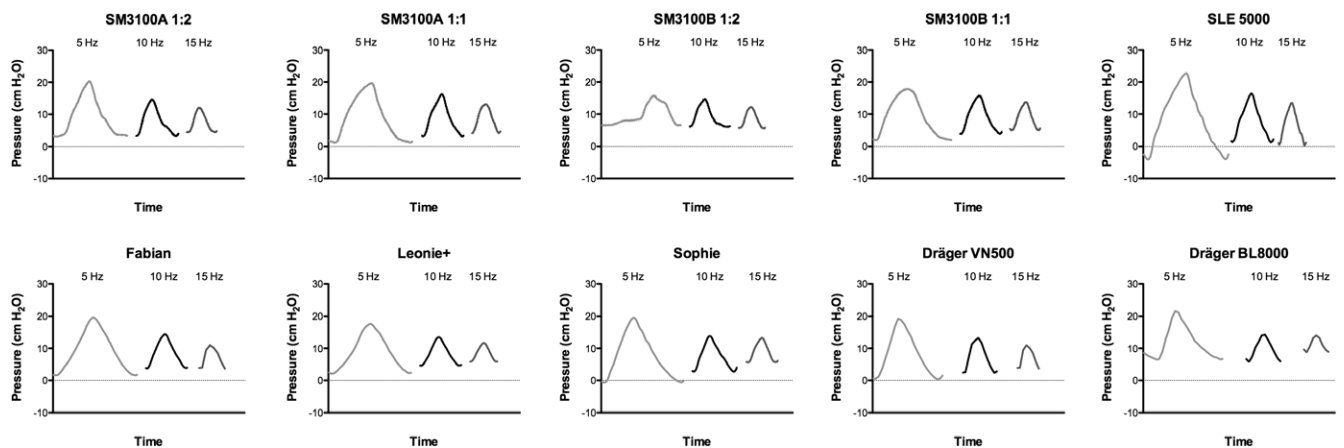 SM3100A 1:2
5 Hz 10 Hz 15 Hz
Pressure (cm H₂O)
30
20
10
0
-10
Time
SM3100A 1:1
5 Hz 10 Hz 15 Hz
Pressure (cm H₂O)
30
20
10
0
-10
Time
SM3100B 1:2
5 Hz 10 Hz 15 Hz
Pressure (cm H₂O)
30
20
10
0
-10
Time
SM3100B 1:1
5 Hz 10 Hz 15 Hz
Pressure (cm H₂O)
30
20
10
0
-10
Time
SLE 5000
5 Hz 10 Hz 15 Hz
Pressure (cm H₂O)
30
20
10
0
-10
Time
Fabian
5 Hz 10 Hz 15 Hz
Pressure (cm H₂O)
30
20
10
0
-10
Time
Leonie+
5 Hz 10 Hz 15 Hz
Pressure (cm H₂O)
30
20
10
0
-10
Time
Sophie
5 Hz 10 Hz 15 Hz
Pressure (cm H₂O)
30
20
10
0
-10
Time
Dräger VN500
5 Hz 10 Hz 15 Hz
Pressure (cm H₂O)
30
20
10
0
-10
Time
Dräger BL8000
5 Hz 10 Hz 15 Hz
Pressure (cm H₂O)
30
20
10
0
-10
Time